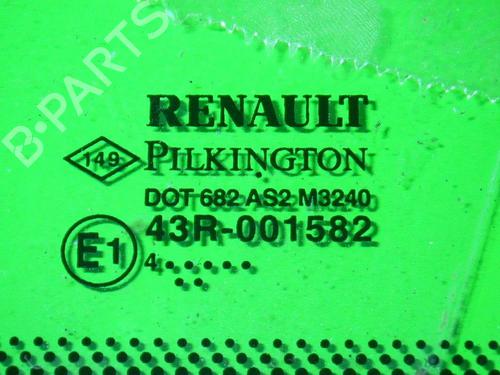 B-PARTS
RENAULT
149 PILKINGTON
DOT 682 AS2 M3240
E1 43R-001582
4